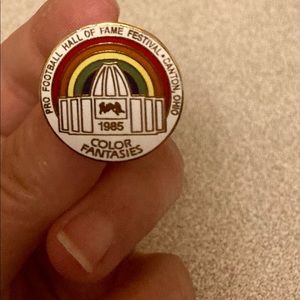 PRO FOOTBALL HALL OF FAME FESTIVAL • CANTON, OHIO
1985
COLOR
FANTASIES